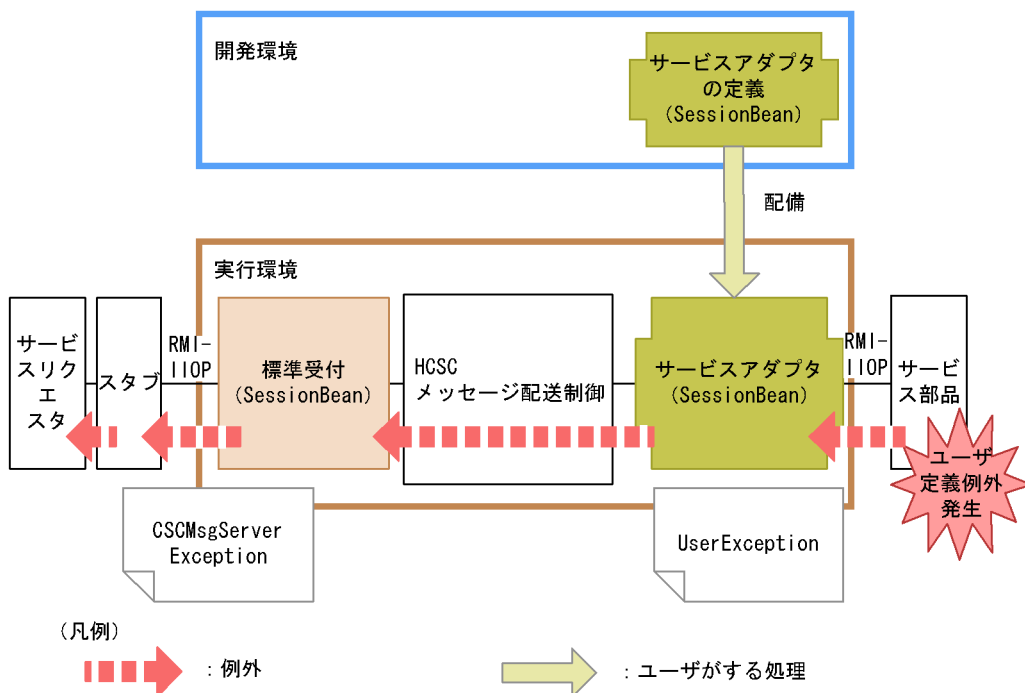 開発環境
サービスアダプタ
の定義
(SessionBean)
配備
実行環境
サービ
スリク
エ
スタ
スタブ
RMI-
IIOP
標準受付
(SessionBean)
HCSC
メッセージ配送制御
サービスアダプタ
(SessionBean)
RMI-
IIOP
サービ
ス部品
ユーザ
定義例外
発生
CSCMsgServer
Exception
UserException
(凡例)
:例外
:ユーザがする処理